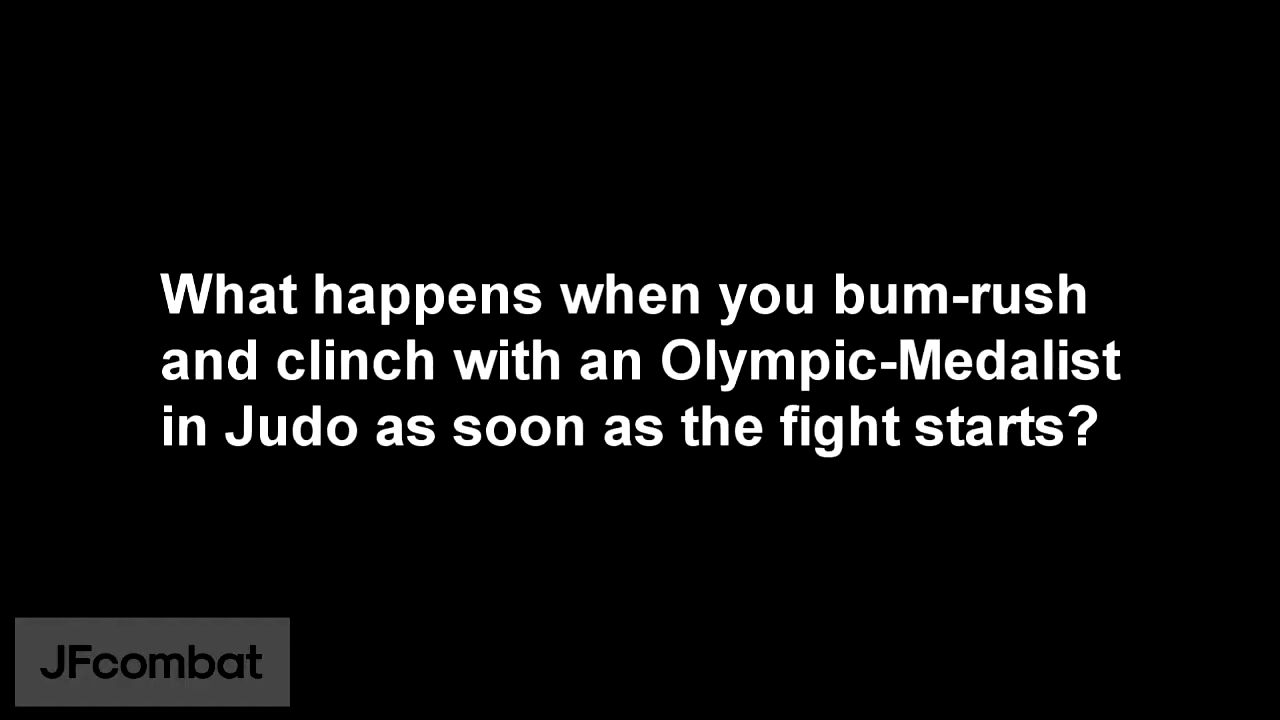 What happens when you bum-rush
and clinch with an Olympic-Medalist
in Judo as soon as the fight starts?
JFcombat